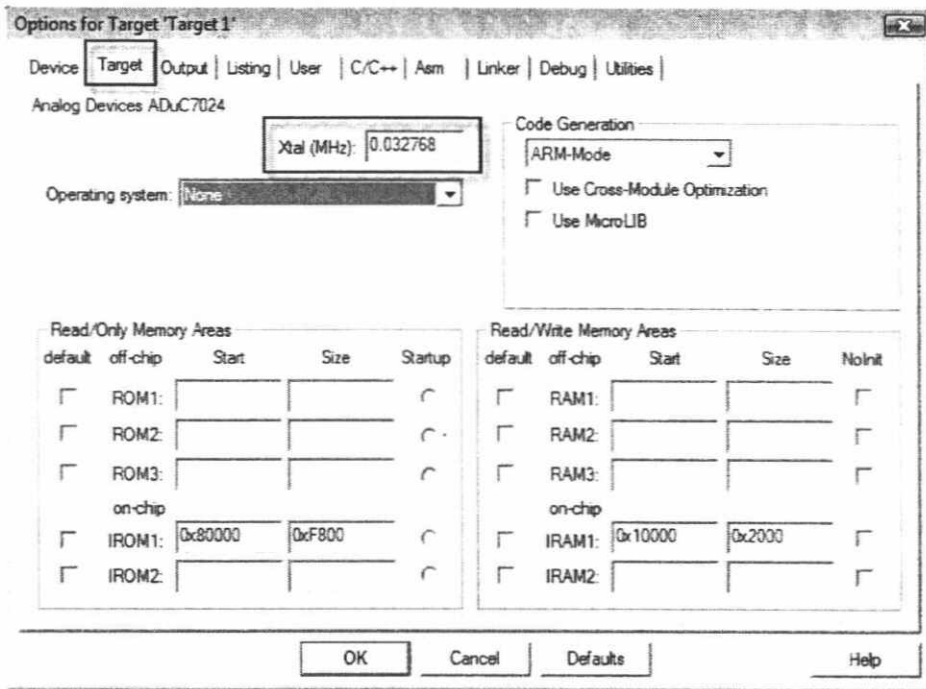 Options for Target 'Target 1'
Device Target Output Listing User C/C++ Asm Linker Debug Utilities
Analog Devices ADuC7024
Xtal (MHz): 0.032768
Operating system: None
Code Generation
ARM-Mode
Use Cross-Module Optimization
Use MicroLIB
Read/Only Memory Areas
default off-chip Start Size Startup
ROM1:
ROM2:
ROM3:
on-chip
IROM1: 0x80000 0xF800
IROM2:
Read/Write Memory Areas
default off-chip Start Size NoInit
RAM1:
RAM2:
RAM3:
on-chip
IRAM1: 0x10000 0x2000
IRAM2:
OK Cancel Defaults Help